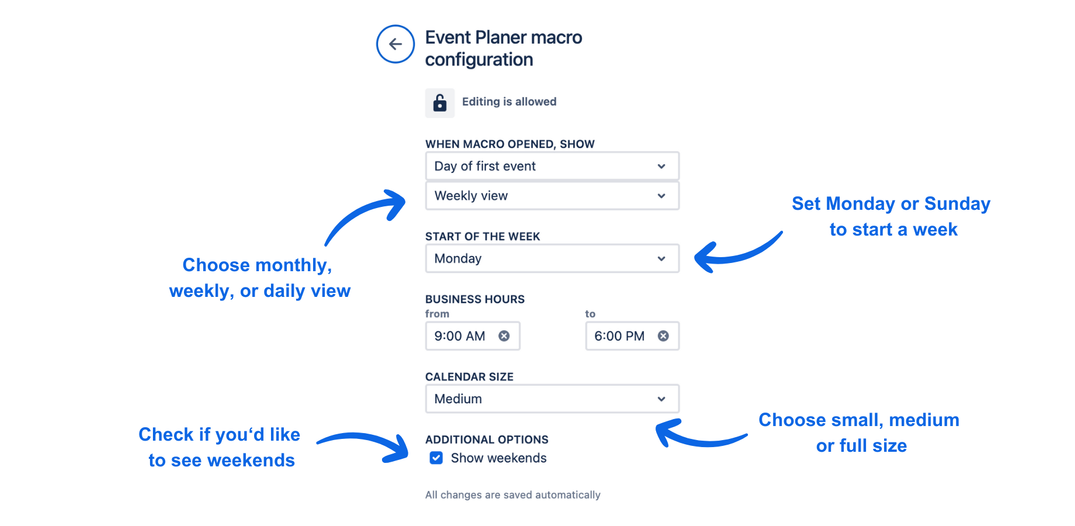 Event Planer macro
configuration
Editing is allowed
WHEN MACRO OPENED, SHOW
Day of first event
Weekly view
Choose monthly,
weekly, or daily view
START OF THE WEEK
Monday
Set Monday or Sunday
to start a week
BUSINESS HOURS
from
to
9:00 AM
6:00 PM
CALENDAR SIZE
Medium
Choose small, medium
or full size
ADDITIONAL OPTIONS
Show weekends
Check if you‘d like
to see weekends
All changes are saved automatically